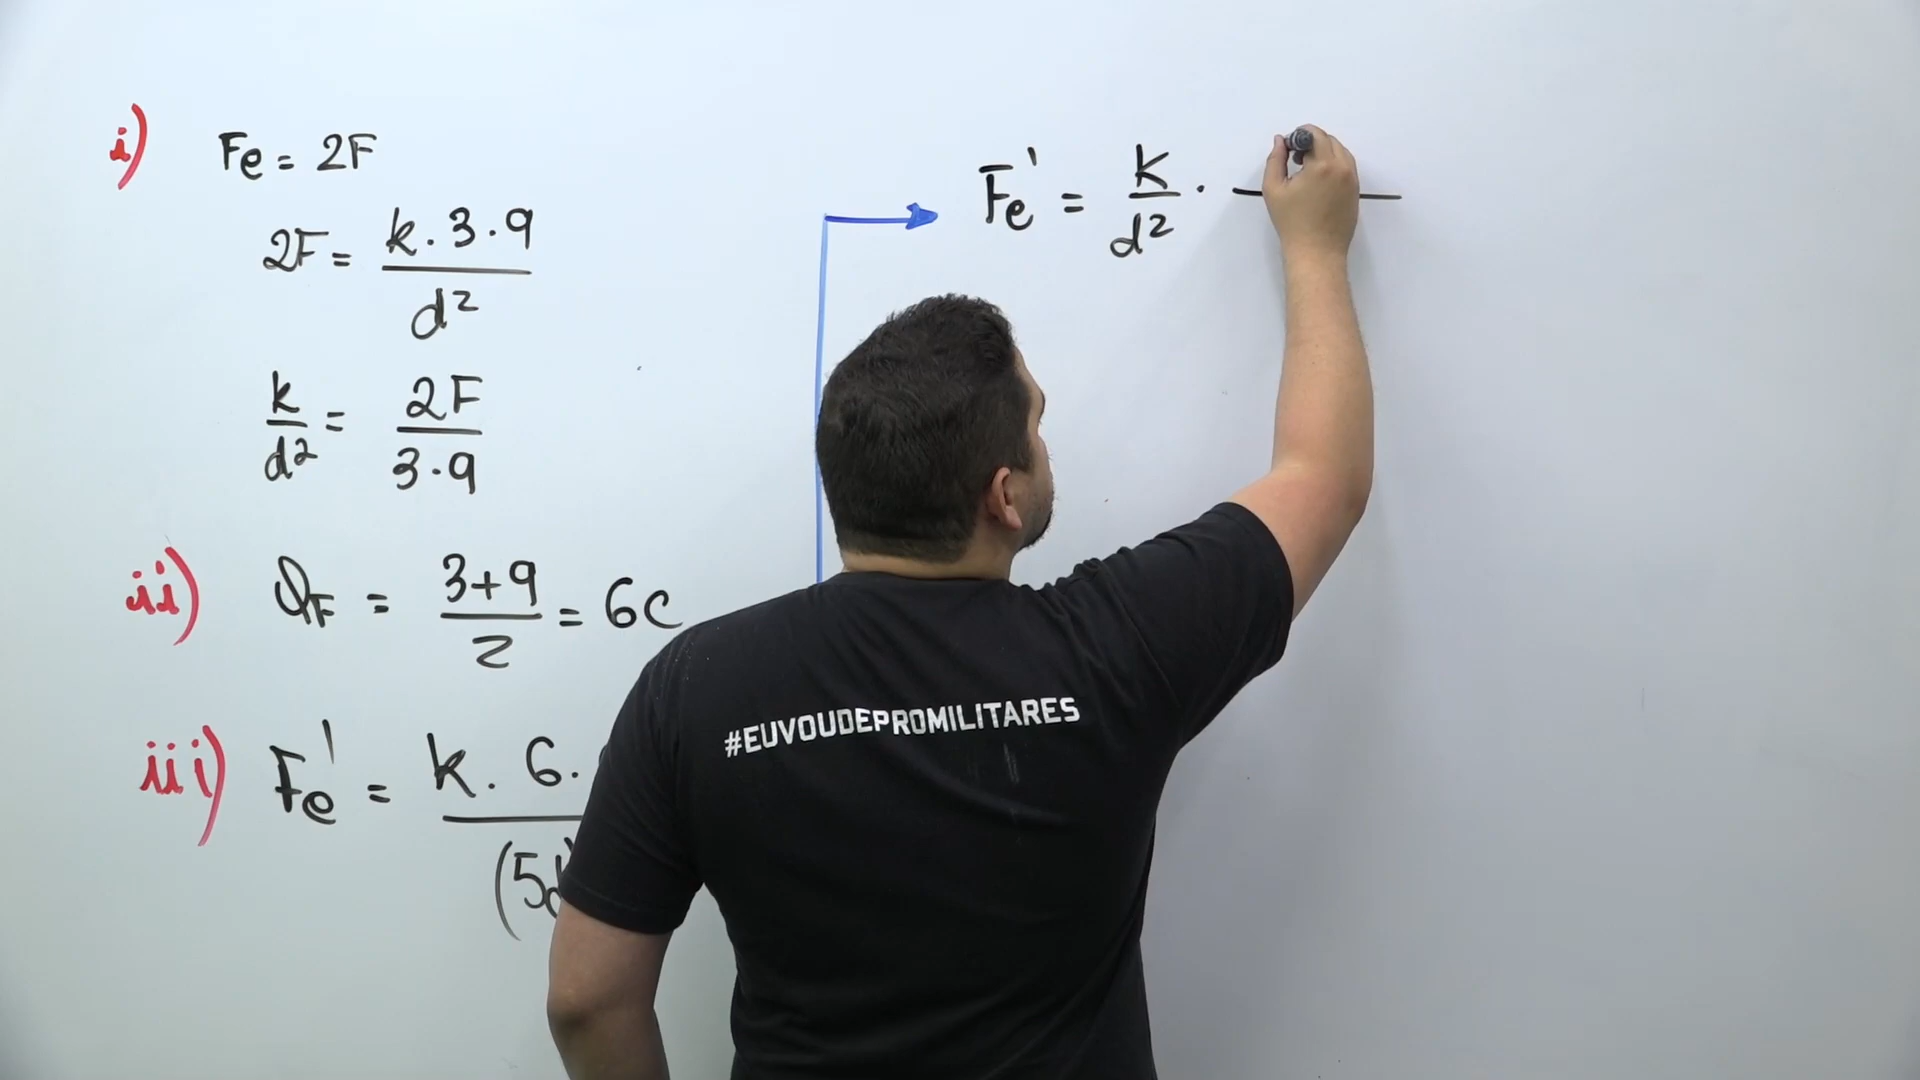 i) Fe = 2F
2F = k . 3 . 9 / d²
k / d² = 2F / 3 . 9
ii) QF = 3+9 / 2 = 6C
iii) Fe' = k . 6 . / (5d
Fe' = K / d² .
#EUVOUDEPROMILITARES